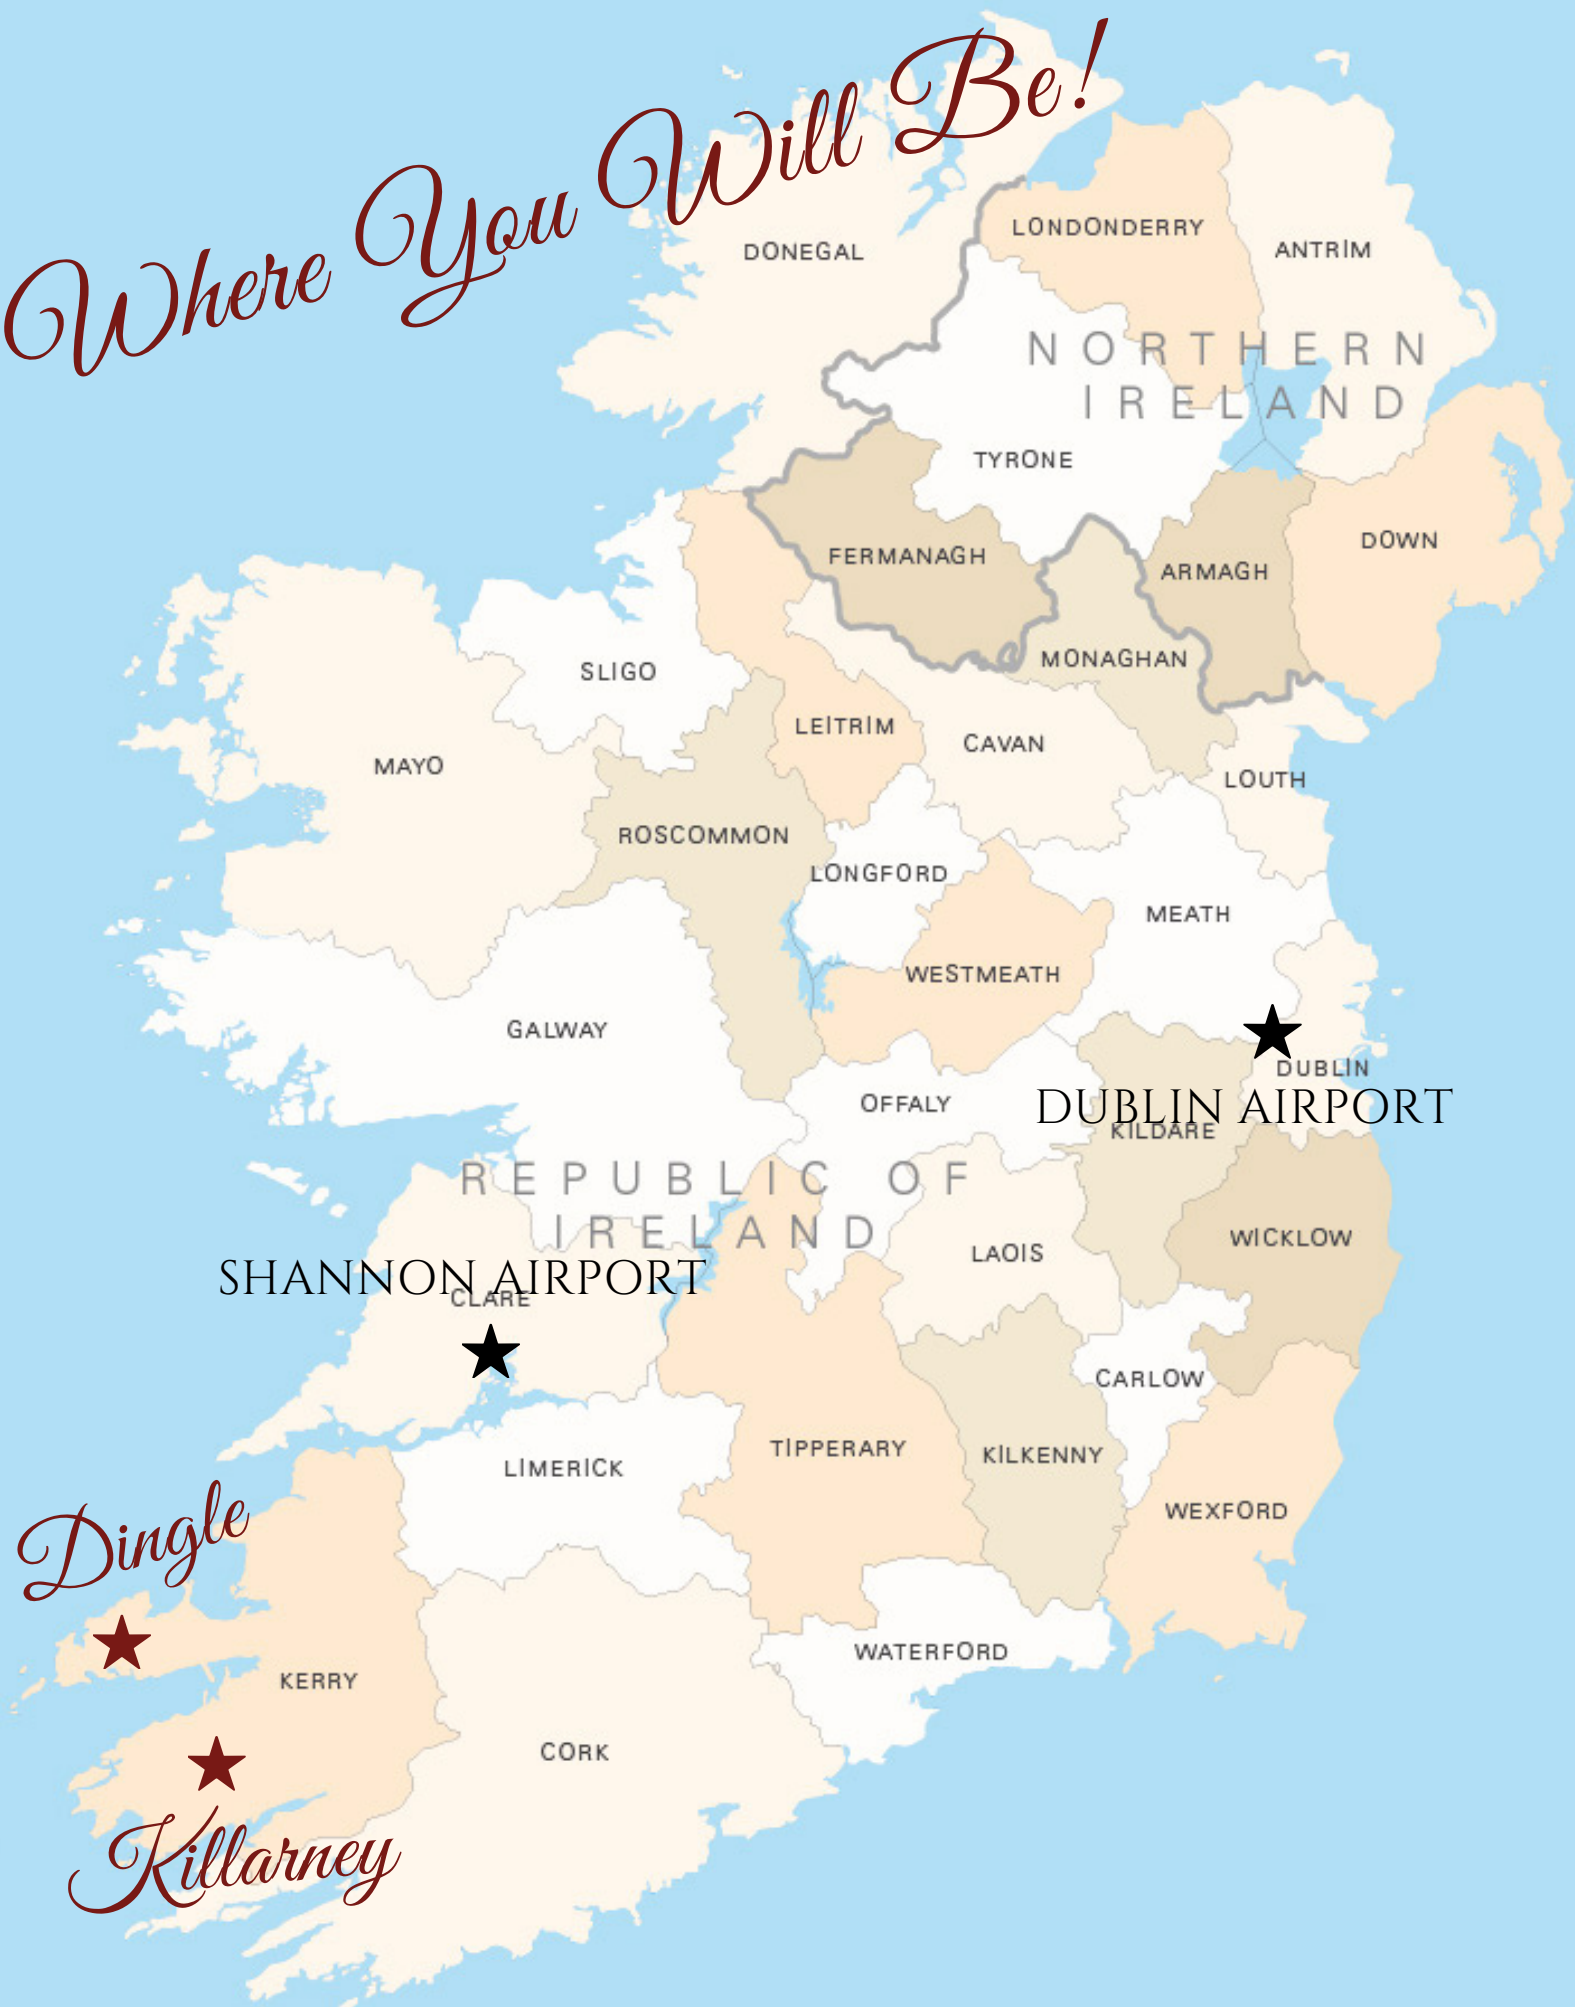 Where You Will Be!
LONDONDERRY
DONEGAL
ANTRIM
NORTHERN
IRELAND
TYRONE
DOWN
FERMANAGH
ARMAGH
MONAGHAN
SLIGO
LEITRIM
CAVAN
MAYO
LOUTH
ROSCOMMON
LONGFORD
MEATH
WESTMEATH
GALWAY
DUBLIN
OFFALY
DUBLIN AIRPORT
KILDARE
REPUBLIC OF
IRELAND
WICKLOW
LAOIS
SHANNON AIRPORT
CLARE
CARLOW
TIPPERARY
KILKENNY
LIMERICK
WEXFORD
Dingle
WATERFORD
KERRY
CORK
Killarney